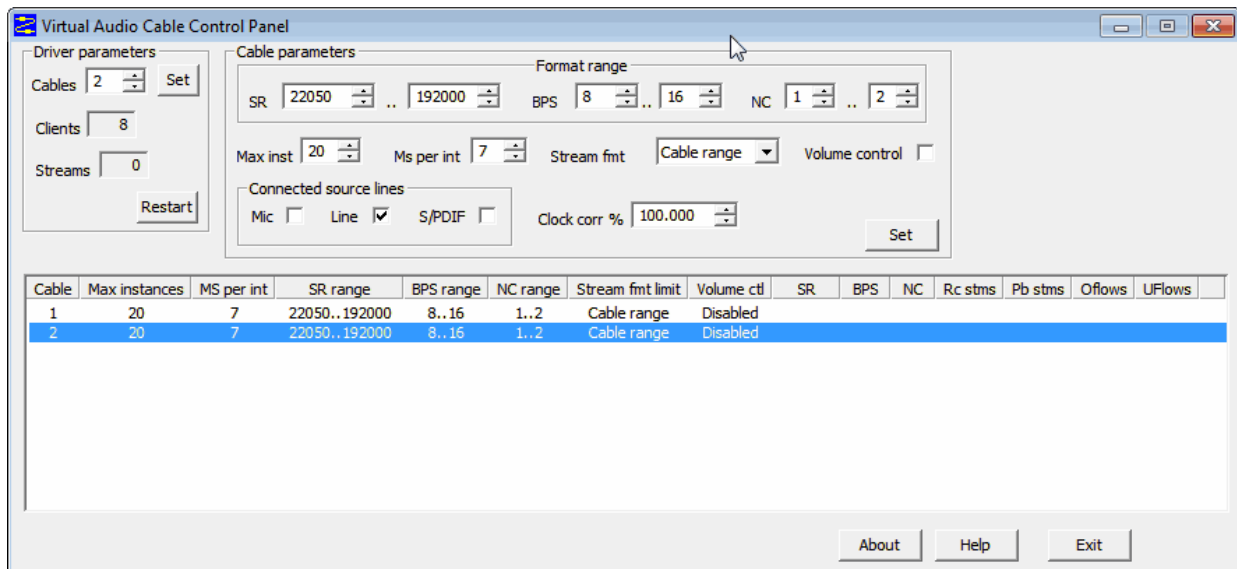 Virtual Audio Cable Control Panel
Driver parameters
Cables 2 Set
Clients 8
Streams 0
Restart
Cable parameters
Format range
SR 22050 .. 192000 BPS 8 .. 16 NC 1 .. 2
Max inst 20 Ms per int 7 Stream fmt Cable range Volume control
Connected source lines
Mic Line S/PDIF Clock corr % 100.000
Set
Cable Max instances MS per int SR range BPS range NC range Stream fmt limit Volume ctl SR BPS NC Rc stms Pb stms Oflows UFlows
1 20 7 22050..192000 8..16 1..2 Cable range Disabled
2 20 7 22050..192000 8..16 1..2 Cable range Disabled
About Help Exit